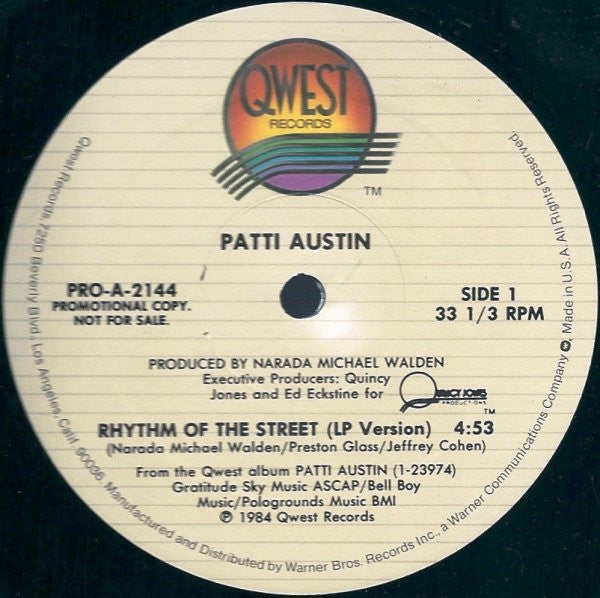 QWEST
RECORDS
TM
PATTI AUSTIN
PRO-A-2144
PROMOTIONAL COPY.
NOT FOR SALE.
SIDE 1
33 1/3 RPM
PRODUCED BY NARADA MICHAEL WALDEN
Executive Producers: Quincy
Jones and Ed Eckstine for
QUINCY JONES
PRODUCTIONS
TM
RHYTHM OF THE STREET (LP Version) 4:53
(Narada Michael Walden/Preston Glass/Jeffrey Cohen)
From the Qwest album PATTI AUSTIN (1-23974)
Gratitude Sky Music ASCAP/Bell Boy
Music/Pologrounds Music BMI
℗ 1984 Qwest Records
Qwest Records, 7250 Beverly Blvd., Los Angeles, Calif. 90036. Manufactured and Distributed by Warner Bros. Records Inc., a Warner Communications Company. Made in U.S.A. All Rights Reserved.